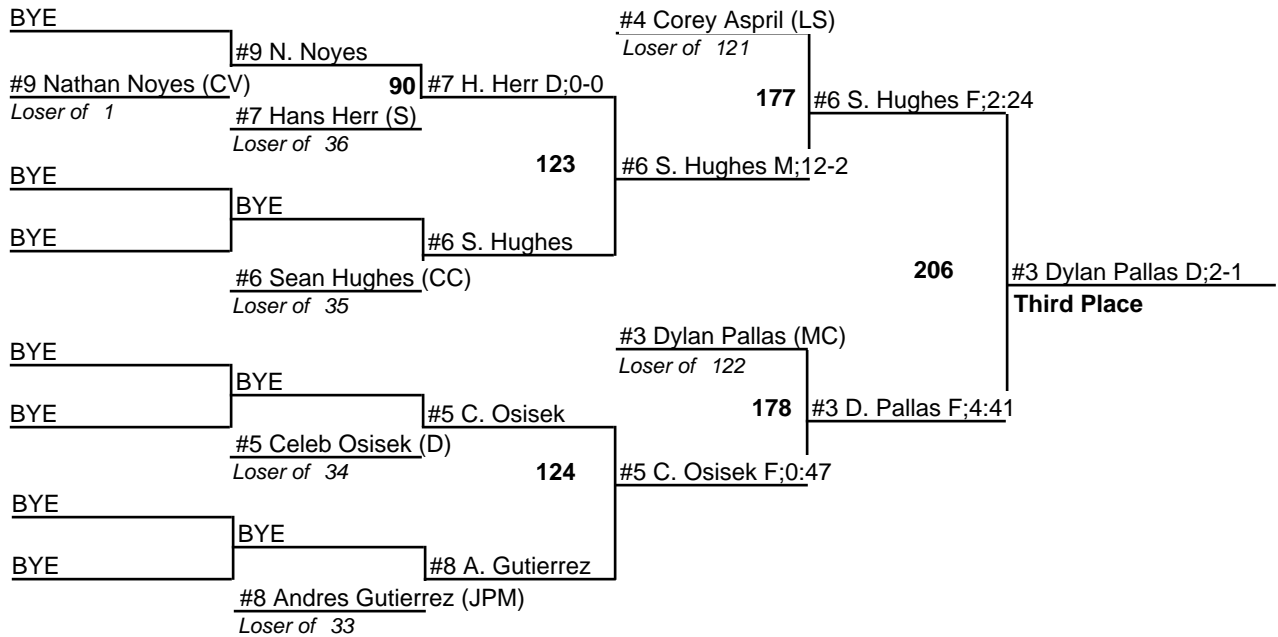 BYE
#9 N. Noyes
#9 Nathan Noyes (CV)
Loser of 1
90
#7 H. Herr D;0-0
#7 Hans Herr (S)
Loser of 36
BYE
BYE
BYE
#6 S. Hughes
#6 Sean Hughes (CC)
Loser of 35
123
#6 S. Hughes M;12-2
#4 Corey Aspril (LS)
Loser of 121
177
#6 S. Hughes F;2:24
206
#3 Dylan Pallas D;2-1
Third Place
BYE
BYE
BYE
#5 C. Osisek
#5 Celeb Osisek (D)
Loser of 34
124
#5 C. Osisek F;0:47
#3 Dylan Pallas (MC)
Loser of 122
178
#3 D. Pallas F;4:41
BYE
BYE
BYE
#8 A. Gutierrez
#8 Andres Gutierrez (JPM)
Loser of 33